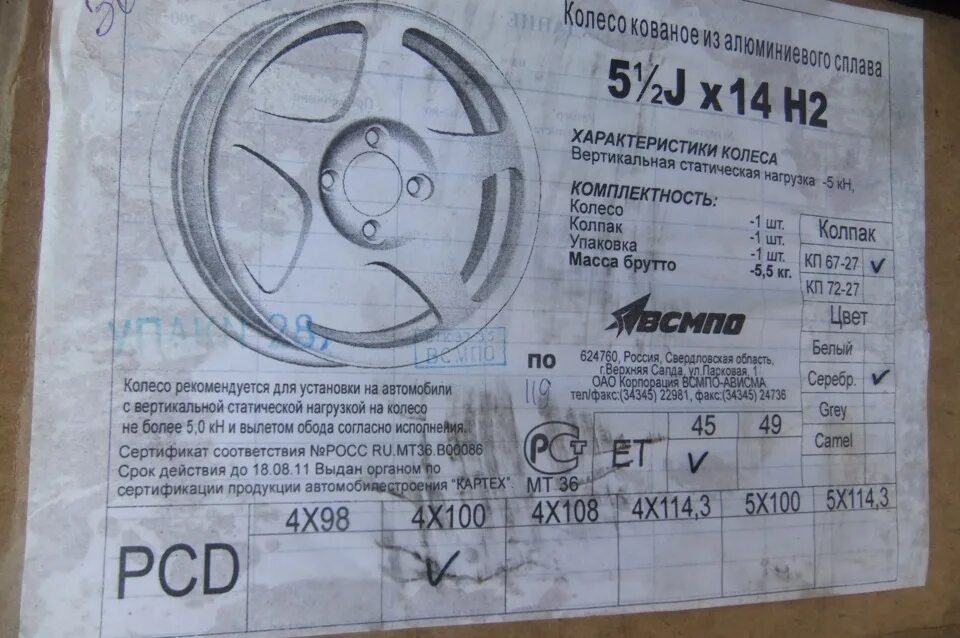 Колесо кованое из алюминиевого сплава
5½J x 14 H2
ХАРАКТЕРИСТИКИ КОЛЕСА
Вертикальная статическая нагрузка -5 кН,
КОМПЛЕКТНОСТЬ:
Колесо -1 шт.
Колпак -1 шт.
Упаковка -1 шт.
Масса брутто -5,5 кг.
Колпак
КП 67-27 ✓
КП 72-27
Цвет
Белый
Серебр. ✓
Grey
Camel
ВСМПО
624760, Россия, Свердловская область,
г.Верхняя Салда, ул.Парковая, 1
ОАО Корпорация ВСМПО-АВИСМА
тел/факс:(34345) 22981, факс:(34345) 24736
ВСМПО
по
119
Колесо рекомендуется для установки на автомобили
с вертикальной статической нагрузкой на колесо
не более 5,0 кН и вылетом обода согласно исполнения.
Сертификат соответствия №РОСС RU.МТ36.В00086
Срок действия до 18.08.11 Выдан органом по
сертификации продукции автомобилестроения "КАРТЕХ"
РСТ
МТ 36
ET 45 49
✓
PCD
4X98 4X100 4X108 4X114,3 5X100 5X114,3
✓